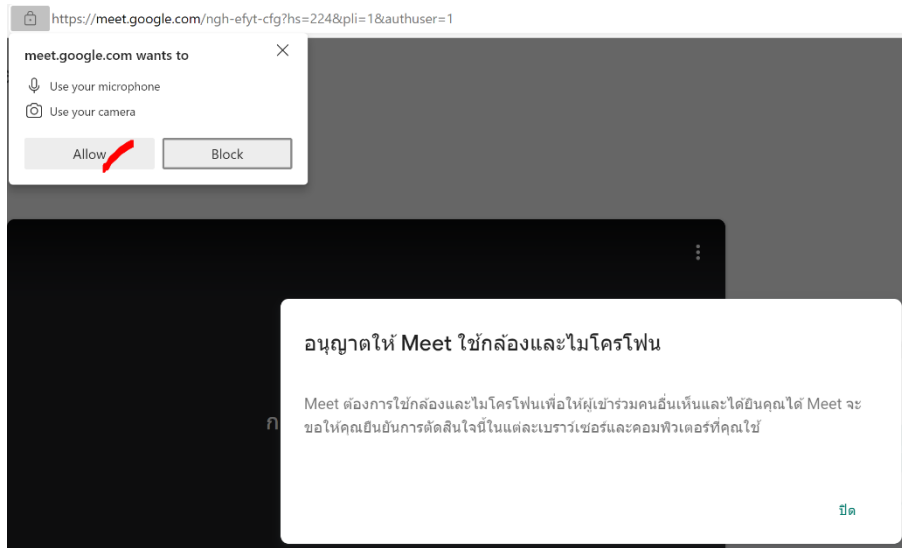 https://meet.google.com/ngh-efyt-cfg?hs=224&pli=1&authuser=1
meet.google.com wants to
Use your microphone
Use your camera
Allow
Block
อนุญาตให้ Meet ใช้กล้องและไมโครโฟน
Meet ต้องการใช้กล้องและไมโครโฟนเพื่อให้ผู้เข้าร่วมคนอื่นเห็นและได้ยินคุณได้ Meet จะ
ขอให้คุณยืนยันการตัดสินใจนี้ในแต่ละเบราว์เซอร์และคอมพิวเตอร์ที่คุณใช้
ปิด